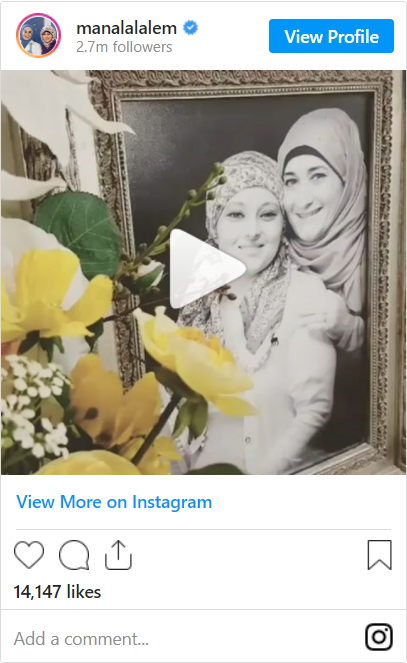 manalalalem
2.7m followers
View Profile
View More on Instagram
14,147 likes
Add a comment...